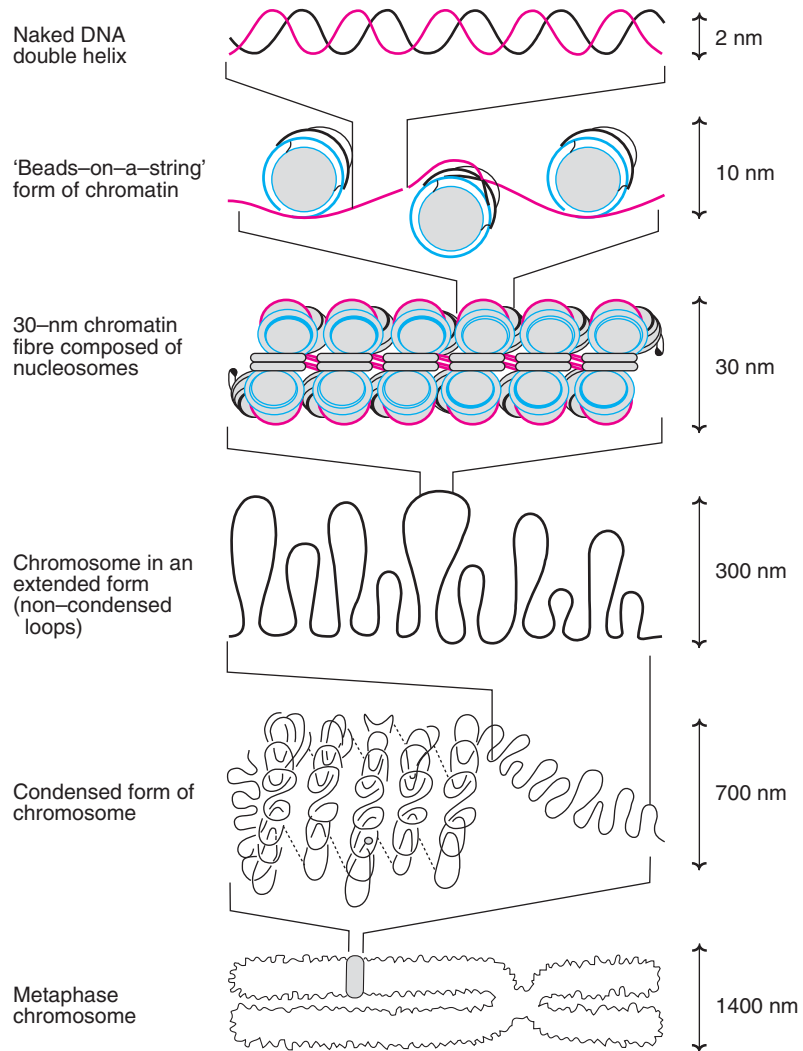 Naked DNA
double helix
2 nm
‘Beads–on–a–string’
form of chromatin
10 nm
30–nm chromatin
fibre composed of
nucleosomes
30 nm
Chromosome in an
extended form
(non–condensed
loops)
300 nm
Condensed form of
chromosome
700 nm
Metaphase
chromosome
1400 nm